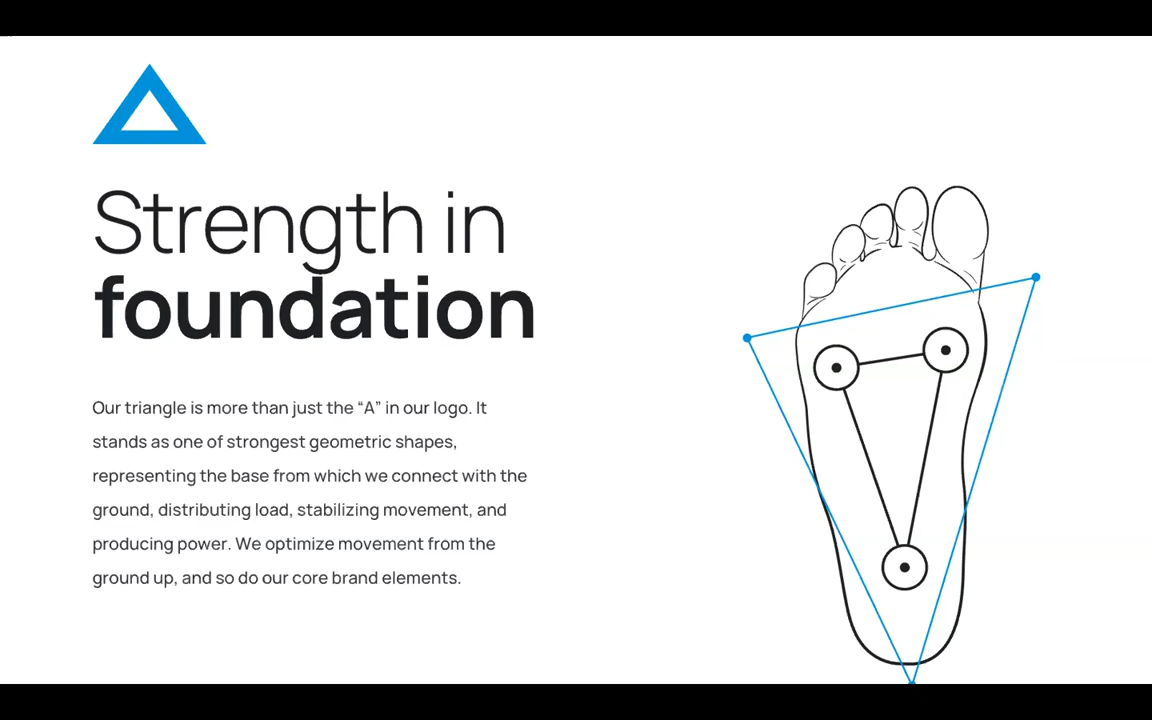 Strength in
foundation
Our triangle is more than just the “A” in our logo. It
stands as one of strongest geometric shapes,
representing the base from which we connect with the
ground, distributing load, stabilizing movement, and
producing power. We optimize movement from the
ground up, and so do our core brand elements.